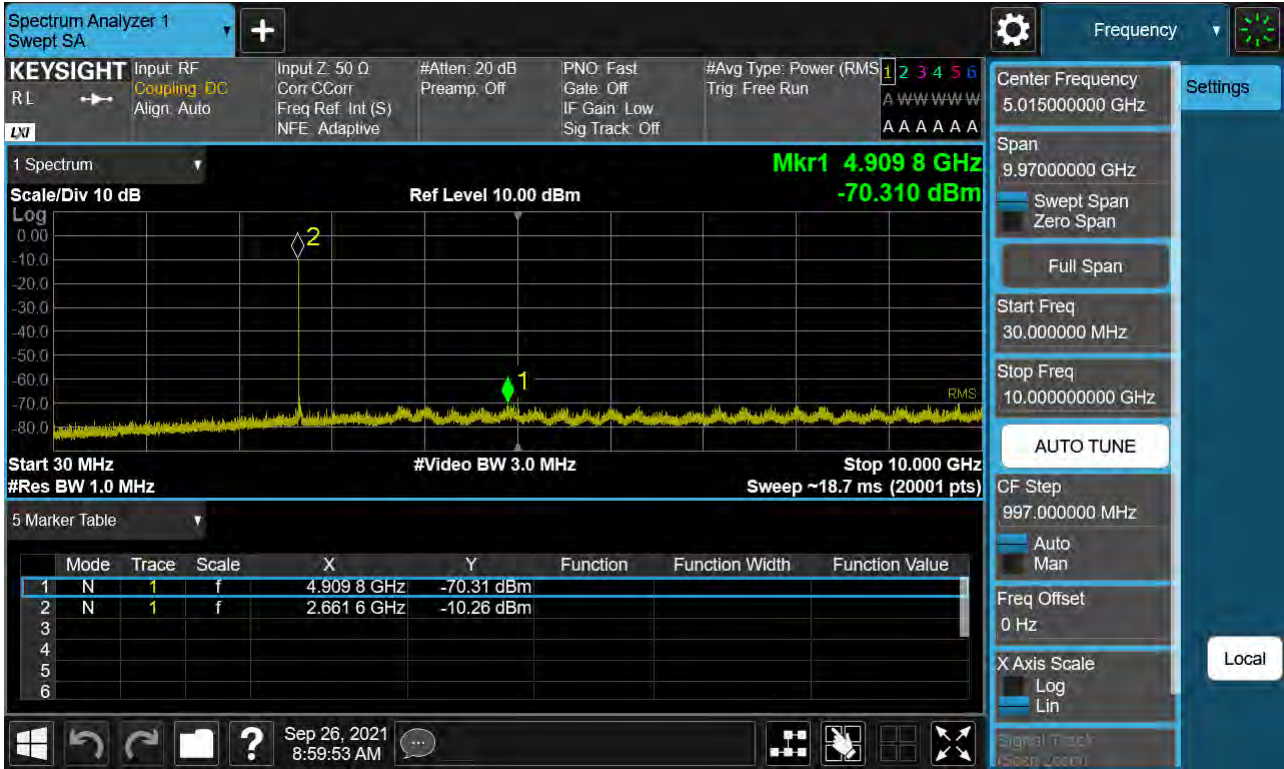 Spectrum Analyzer 1
Swept SA
+
Frequency
KEYSIGHT
R L
LXI
Input: RF
Coupling: DC
Align: Auto
Input Z: 50 Ω
Corr CCorr
Freq Ref: Int (S)
NFE: Adaptive
#Atten: 20 dB
Preamp: Off
PNO: Fast
Gate: Off
IF Gain: Low
Sig Track: Off
#Avg Type: Power (RMS
Trig: Free Run
1 2 3 4 5 6
A W W W W W
A A A A A A
1 Spectrum
Scale/Div 10 dB
Ref Level 10.00 dBm
Mkr1 4.909 8 GHz
-70.310 dBm
Log
0.00
-10.0
-20.0
-30.0
-40.0
-50.0
-60.0
-70.0
-80.0
2
1
RMS
Start 30 MHz
#Video BW 3.0 MHz
Stop 10.000 GHz
#Res BW 1.0 MHz
Sweep ~18.7 ms (20001 pts)
5 Marker Table
Mode Trace Scale X Y Function Function Width Function Value
1 N 1 f 4.909 8 GHz -70.31 dBm
2 N 1 f 2.661 6 GHz -10.26 dBm
3
4
5
6
Center Frequency
5.015000000 GHz
Span
9.97000000 GHz
Swept Span
Zero Span
Full Span
Start Freq
30.000000 MHz
Stop Freq
10.000000000 GHz
AUTO TUNE
CF Step
997.000000 MHz
Auto
Man
Freq Offset
0 Hz
X Axis Scale
Log
Lin
Signal Track
(Span Zoom)
Settings
Local
?
Sep 26, 2021
8:59:53 AM